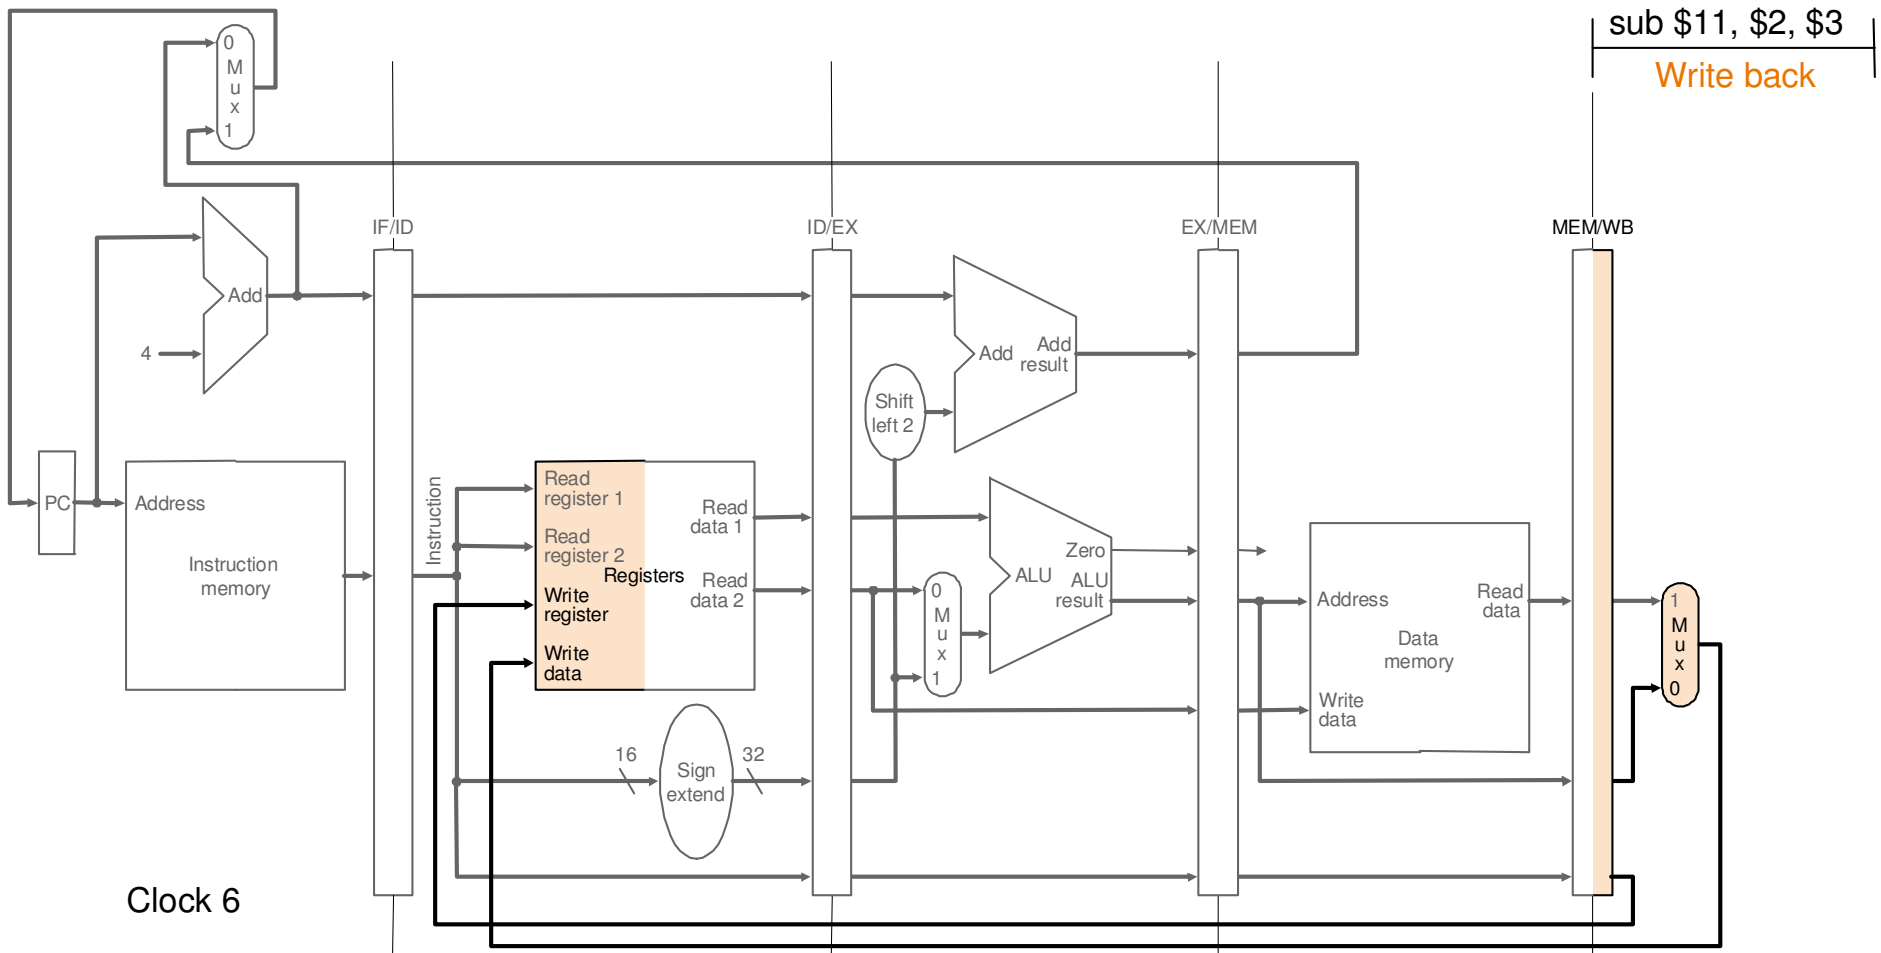 sub $11, $2, $3
Write back
0
M
u
x
1
IF/ID
ID/EX
EX/MEM
MEM/WB
Add
4
Add
Add
result
Shift
left 2
PC
Address
Instruction
memory
Instruction
Read
register 1
Read
register 2
Write
register
Write
data
Registers
Read
data 1
Read
data 2
0
M
u
x
1
Zero
ALU
ALU
result
Address
Read
data
Data
memory
Write
data
1
M
u
x
0
16
Sign
extend
32
Clock 6